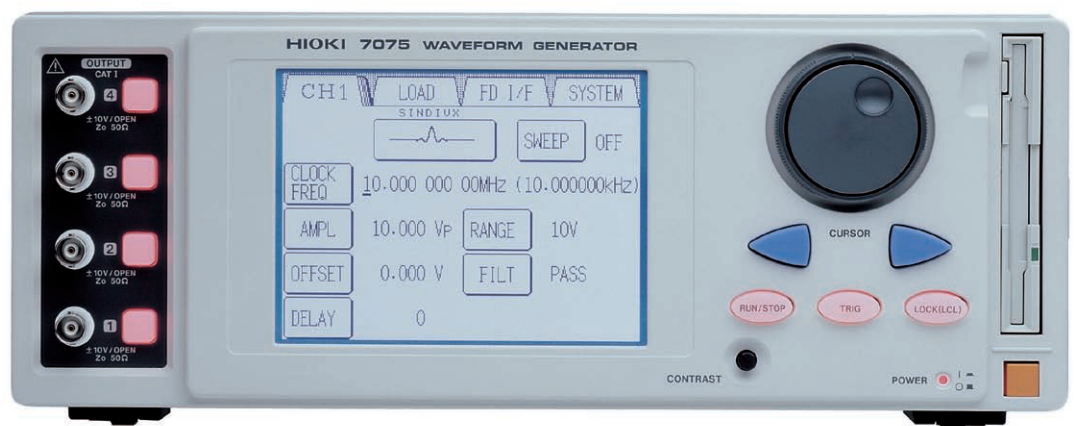 HIOKI 7075 WAVEFORM GENERATOR
OUTPUT
CAT I
4
±10V/OPEN
Zo 50Ω
3
±10V/OPEN
Zo 50Ω
2
±10V/OPEN
Zo 50Ω
1
±10V/OPEN
Zo 50Ω
CH1 LOAD FD I/F SYSTEM
SINDIVX
SWEEP OFF
CLOCK FREQ 10.000 000 00MHz (10.000000kHz)
AMPL 10.000 Vp RANGE 10V
OFFSET 0.000 V FILT PASS
DELAY 0
CURSOR
RUN/STOP TRIG LOCK(LCL)
CONTRAST
POWER